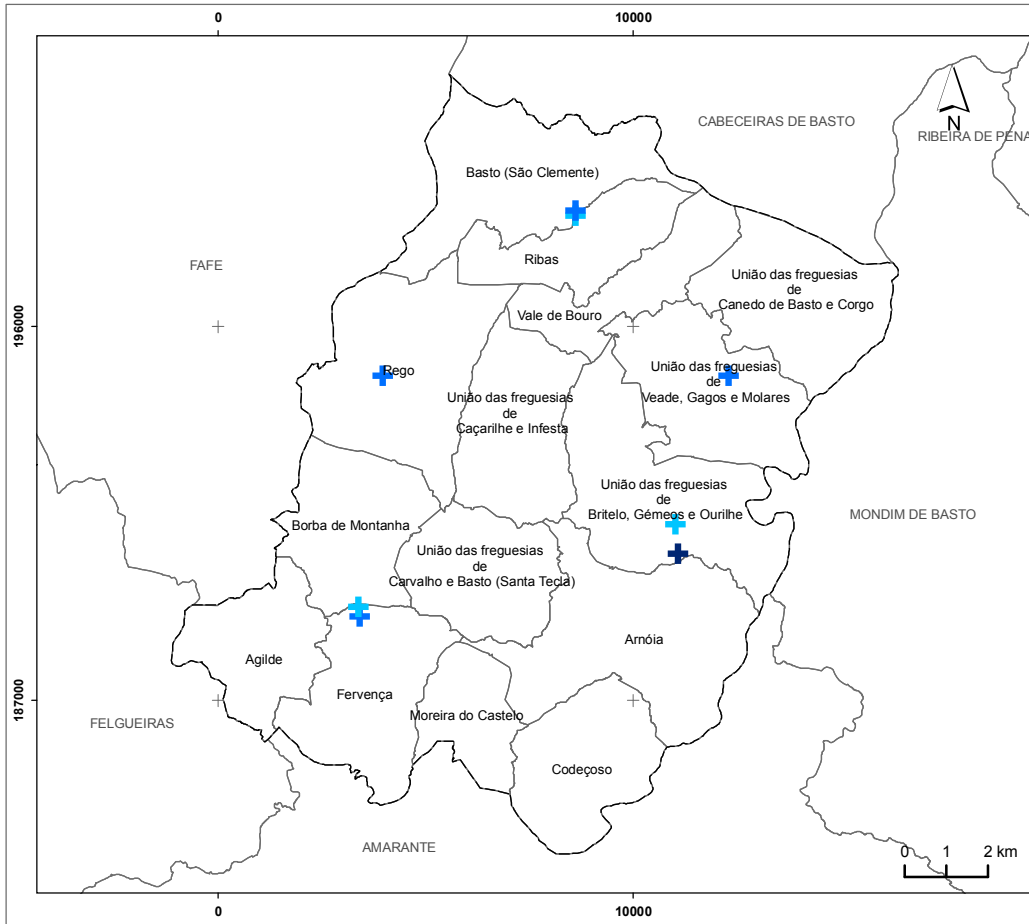 0
10000
CABECEIRAS DE BASTO
N
RIBEIRA DE PENA
Basto (São Clemente)
FAFE
Ribas
União das freguesias
de
Canedo de Basto e Corgo
196000
Vale de Bouro
Rego
União das freguesias
de
Veade, Gagos e Molares
União das freguesias
de
Caçarilhe e Infesta
União das freguesias
de
Britelo, Gémeos e Ourilhe
MONDIM DE BASTO
Borba de Montanha
União das freguesias
de
Carvalho e Basto (Santa Tecla)
Arnóia
Agilde
Fervença
187000
Moreira do Castelo
FELGUEIRAS
Codeçoso
AMARANTE
0 1 2 km
0
10000